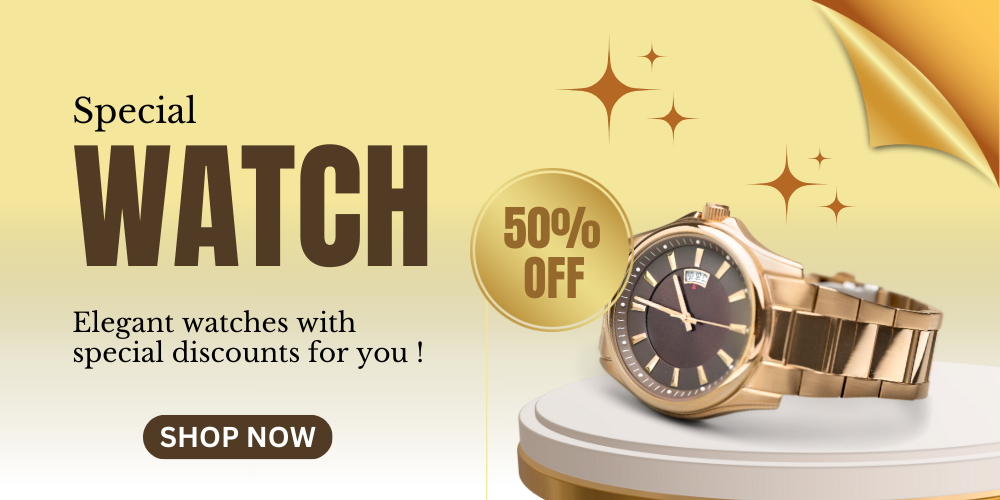 Special
WATCH
Elegant watches with
special discounts for you !
SHOP NOW
50%
OFF